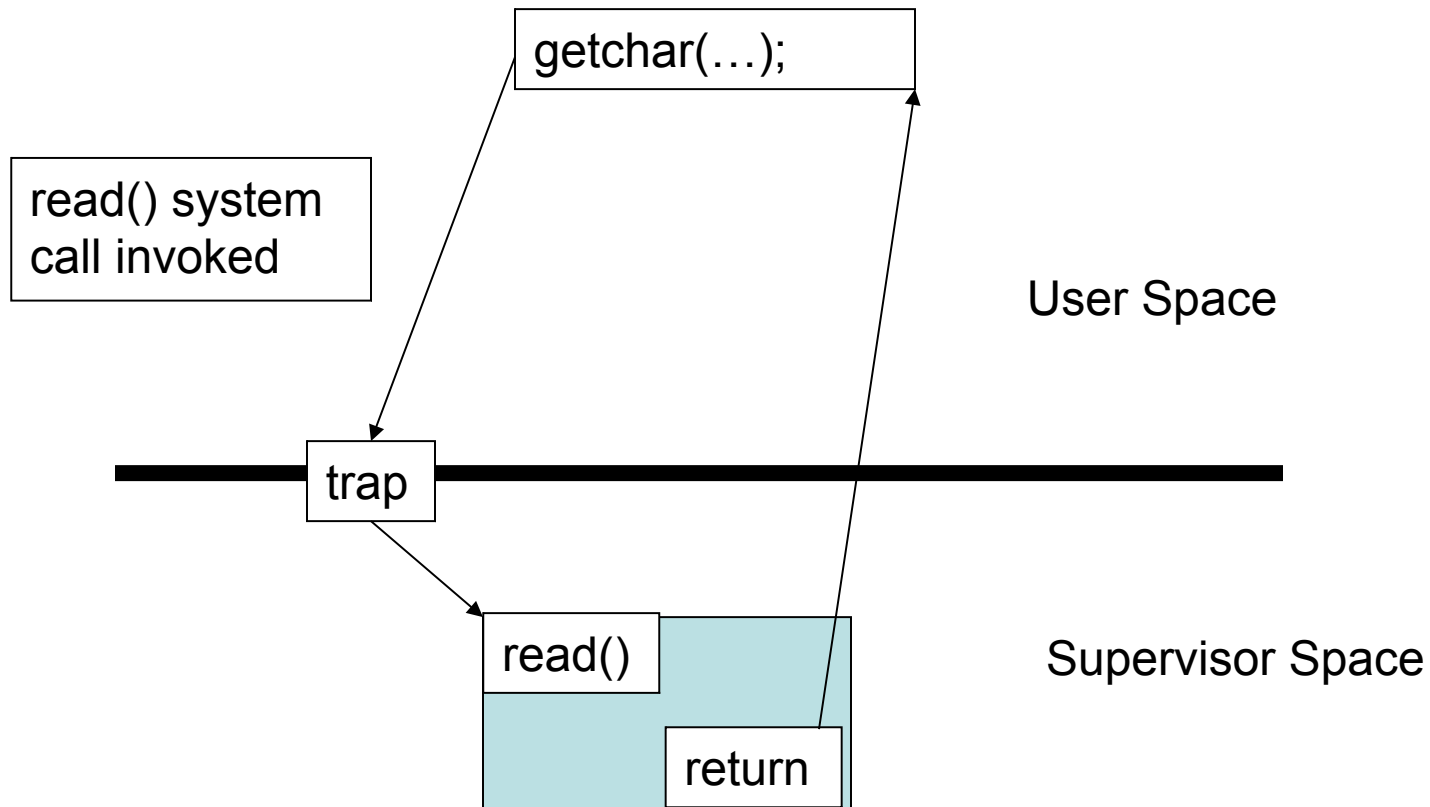 getchar(…);
read() system
call invoked
User Space
trap
read()
Supervisor Space
return